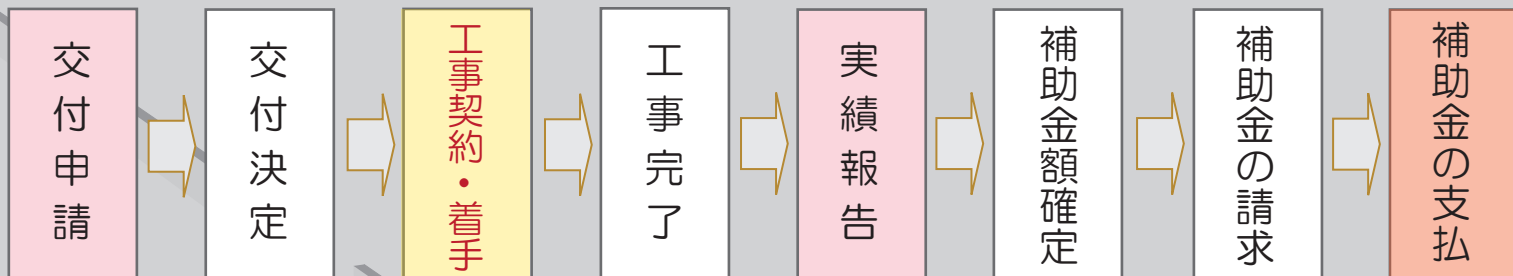 交付申請
交付決定
工事契約・着手
工事完了
実績報告
補助金額確定
補助金の請求
補助金の支払